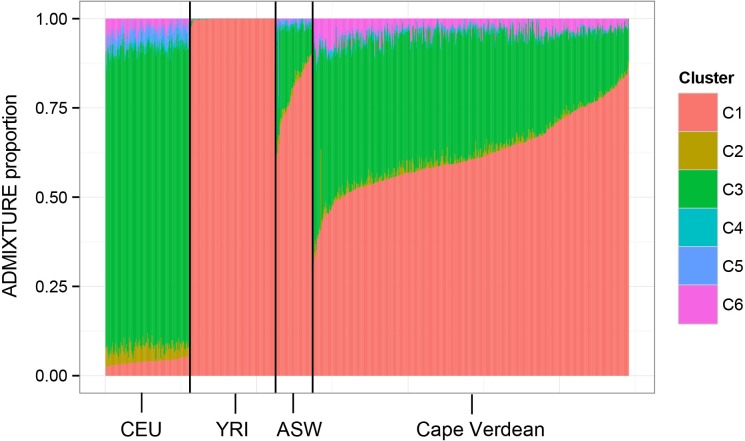 ADMIXTURE proportion
1.00
0.75
0.50
0.25
0.00
CEU
YRI
ASW
Cape Verdean
Cluster
C1
C2
C3
C4
C5
C6